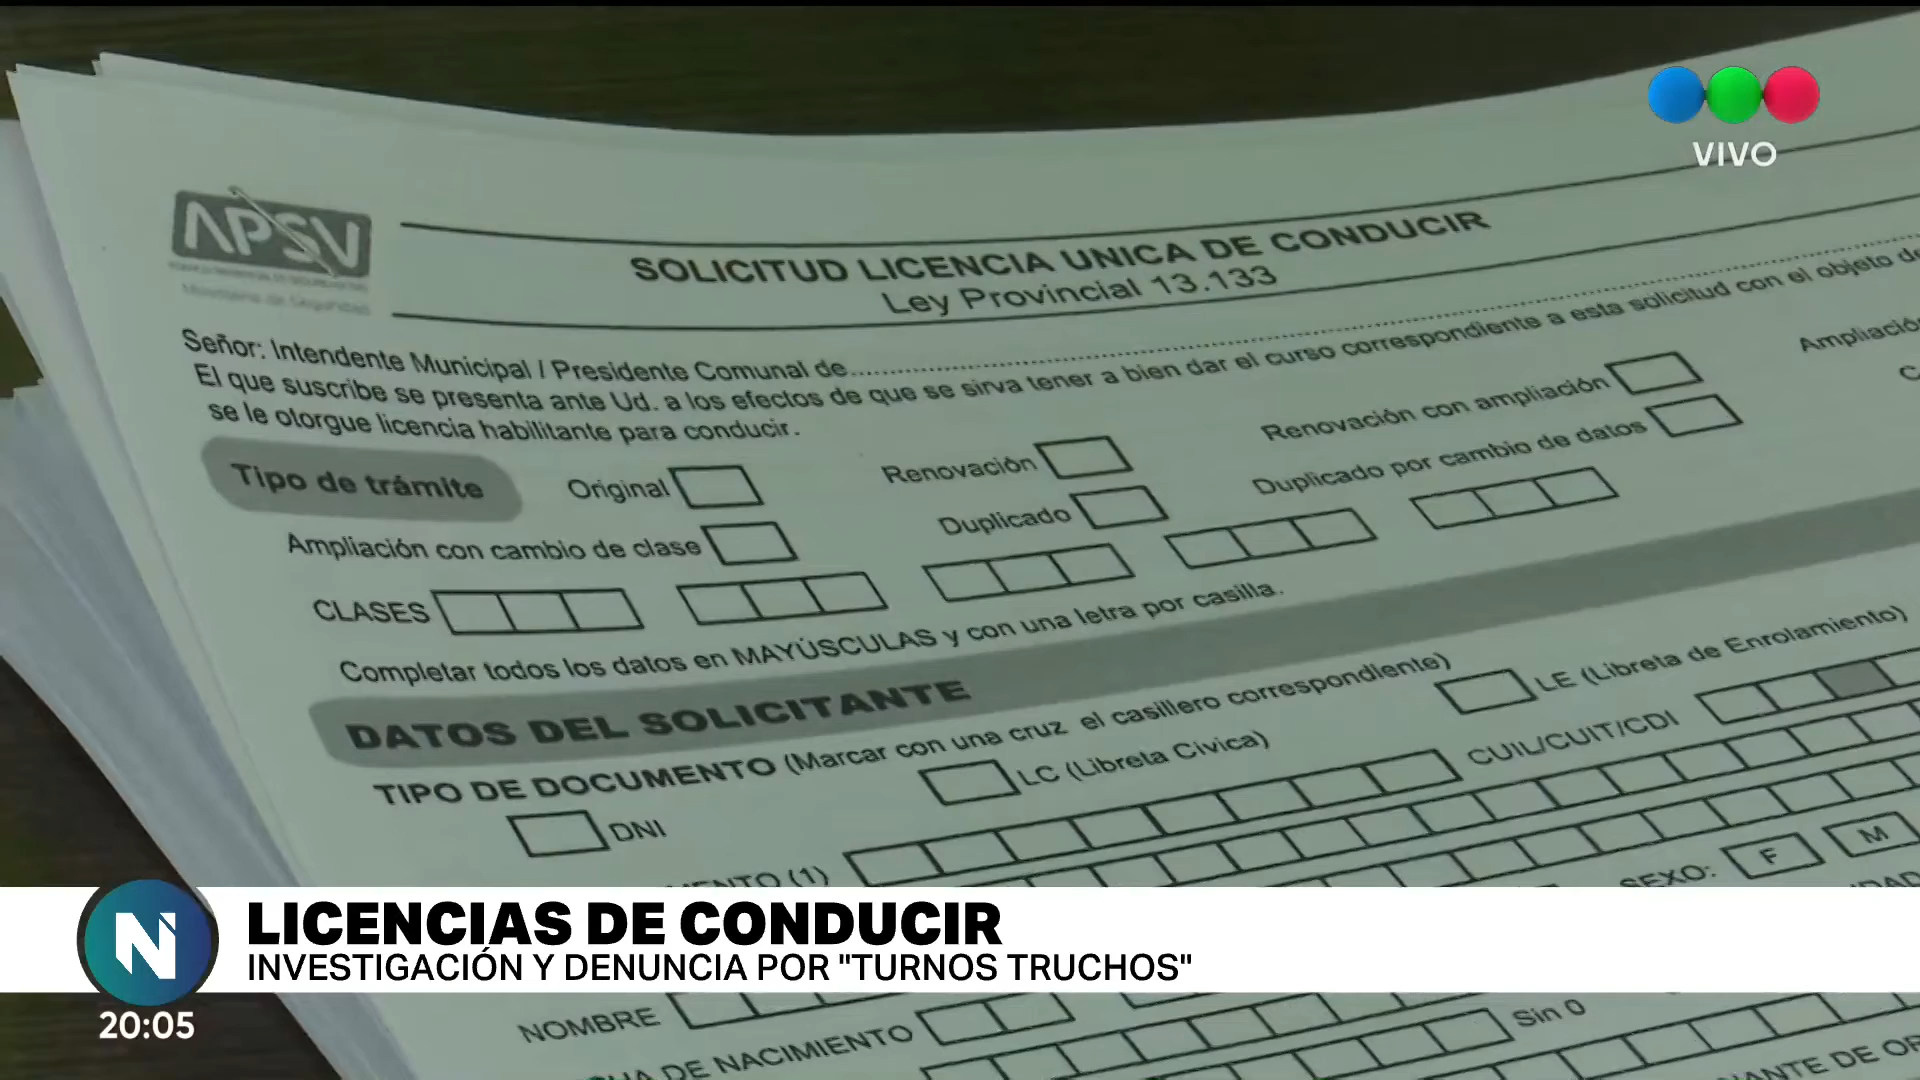 VIVO
APSV
SOLICITUD LICENCIA UNICA DE CONDUCIR
Ley Provincial 13.133
Señor: Intendente Municipal / Presidente Comunal de
El que suscribe se presenta ante Ud. a los efectos de que se sirva tener a bien dar el curso correspondiente a esta solicitud con el objeto de
se le otorgue licencia habilitante para conducir.
Tipo de trámite
Original
Renovación
Renovación con ampliación
Ampliación con cambio de clase
Duplicado
Duplicado por cambio de datos
CLASES
Completar todos los datos en MAYÚSCULAS y con una letra por casilla.
DATOS DEL SOLICITANTE
TIPO DE DOCUMENTO (Marcar con una cruz el casillero correspondiente)
DNI
LC (Libreta Civica)
LE (Libreta de Enrolamiento)
CUIL/CUIT/CDI
(1)
SEXO:
F
M
N
LICENCIAS DE CONDUCIR
INVESTIGACIÓN Y DENUNCIA POR "TURNOS TRUCHOS"
20:05
NOMBRE
DE NACIMIENTO
Sin 0